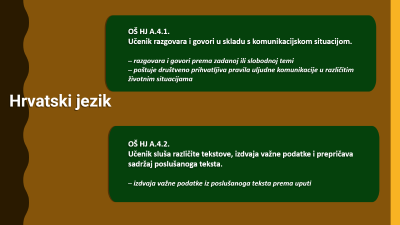 OŠ HJ A.4.1.
Učenik razgovara i govori u skladu s komunikacijskom situacijom.
– razgovara i govori prema zadanoj ili slobodnoj temi
– poštuje društveno prihvatljiva pravila uljudne komunikacije u različitim
životnim situacijama
Hrvatski jezik
OŠ HJ A.4.2.
Učenik sluša različite tekstove, izdvaja važne podatke i prepričava
sadržaj poslušanoga teksta.
– izdvaja važne podatke iz poslušanoga teksta prema uputi